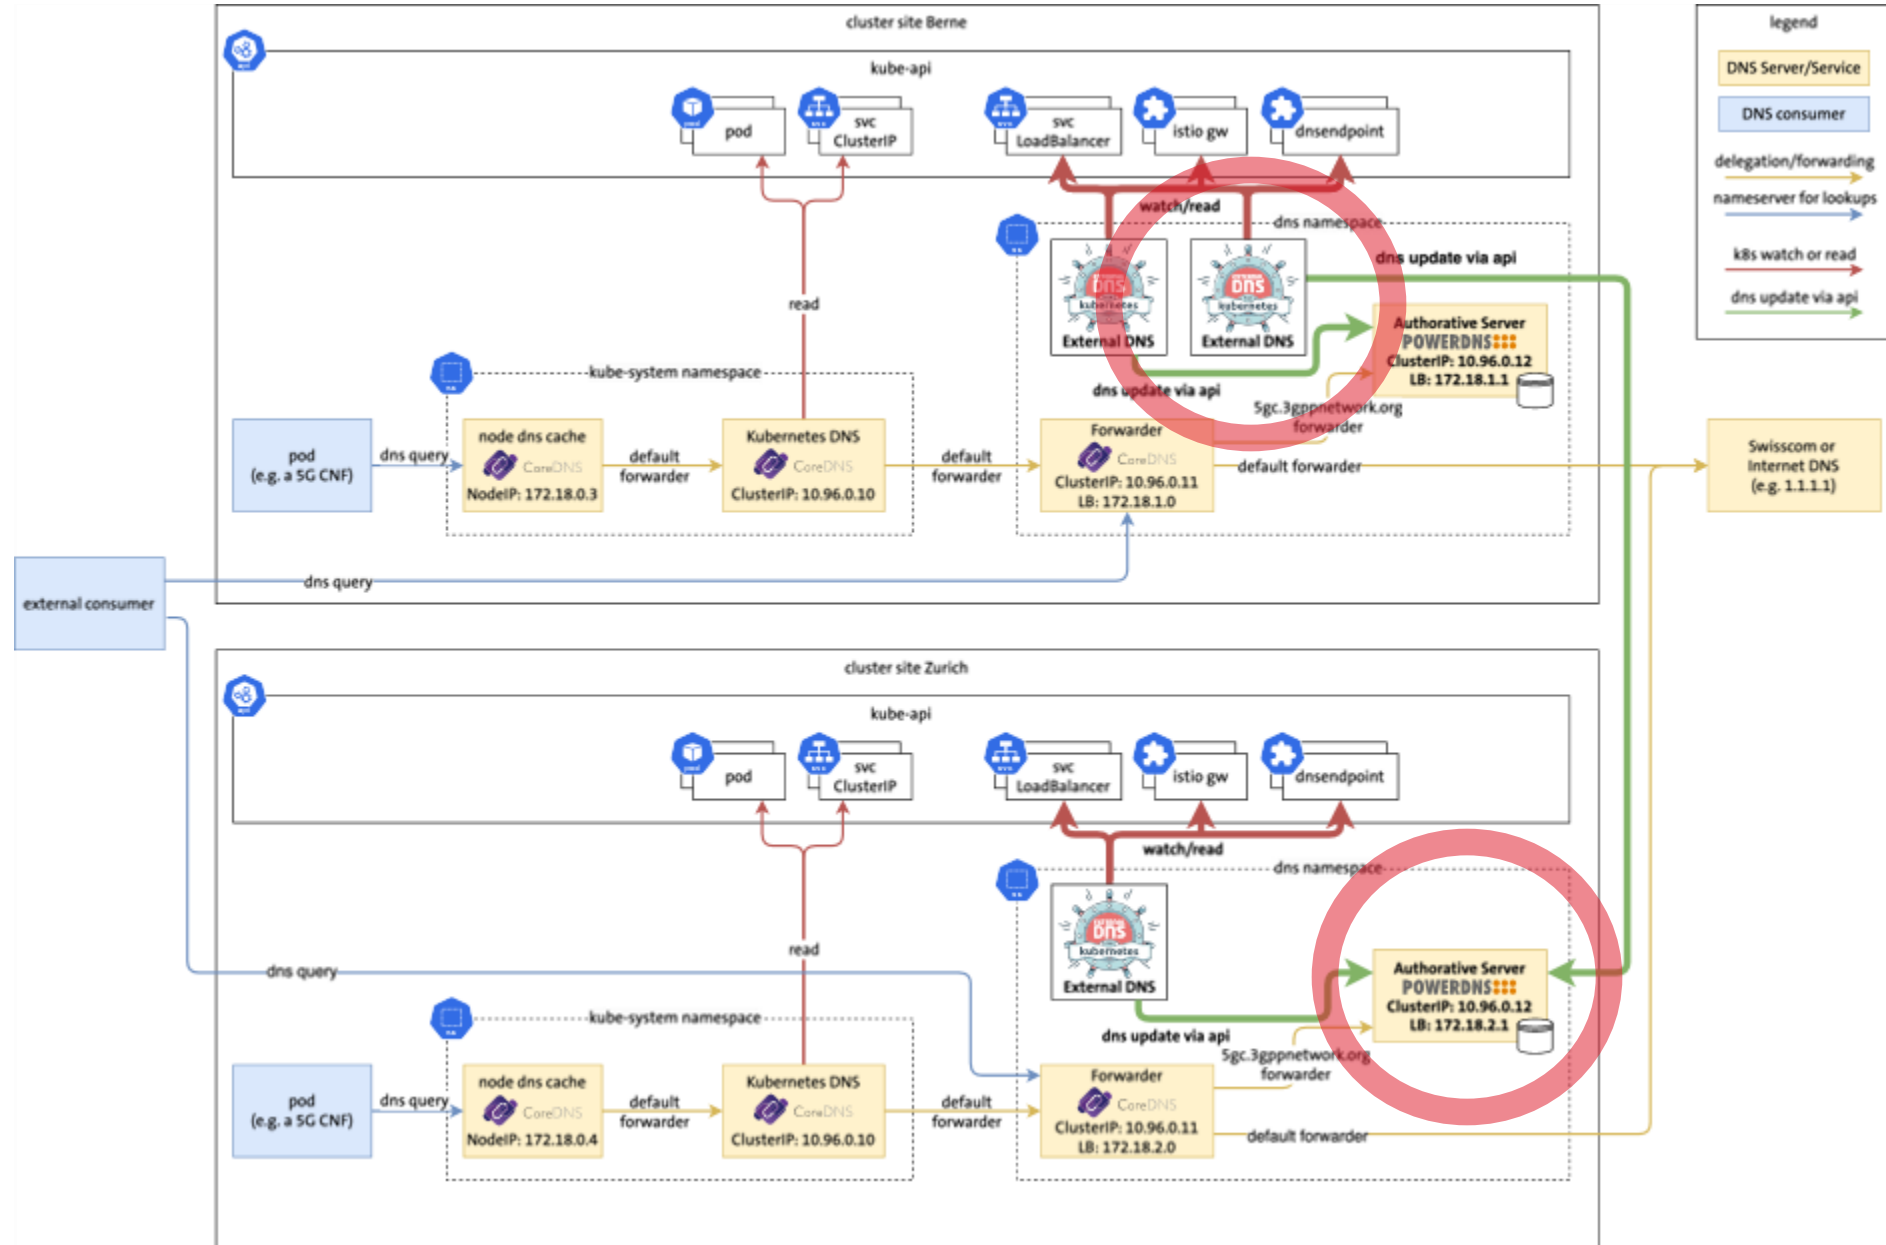 cluster site Berne
kube-api
pod
svc
ClusterIP
svc
LoadBalancer
istio gw
dnsendpoint
watch/read
dns namespace
DNS
kubernetes
External DNS
DNS
kubernetes
External DNS
dns update via api
Authorative Server
POWERDNS
ClusterIP: 10.96.0.12
LB: 172.18.1.1
dns update via api
5gc.3gppnetwork.org
forwarder
read
kube-system namespace
pod
(e.g. a 5G CNF)
dns query
node dns cache
CoreDNS
NodeIP: 172.18.0.3
default
forwarder
Kubernetes DNS
CoreDNS
ClusterIP: 10.96.0.10
default
forwarder
Forwarder
CoreDNS
ClusterIP: 10.96.0.11
LB: 172.18.1.0
default forwarder
Swisscom or
Internet DNS
(e.g. 1.1.1.1)
external consumer
dns query
legend
DNS Server/Service
DNS consumer
delegation/forwarding
nameserver for lookups
k8s watch or read
dns update via api
cluster site Zurich
kube-api
pod
svc
ClusterIP
svc
LoadBalancer
istio gw
dnsendpoint
watch/read
dns namespace
DNS
kubernetes
External DNS
Authorative Server
POWERDNS
ClusterIP: 10.96.0.12
LB: 172.18.2.1
dns update via api
5gc.3gppnetwork.org
forwarder
read
dns query
kube-system namespace
pod
(e.g. a 5G CNF)
dns query
node dns cache
CoreDNS
NodeIP: 172.18.0.4
default
forwarder
Kubernetes DNS
CoreDNS
ClusterIP: 10.96.0.10
default
forwarder
Forwarder
CoreDNS
ClusterIP: 10.96.0.11
LB: 172.18.2.0
default forwarder